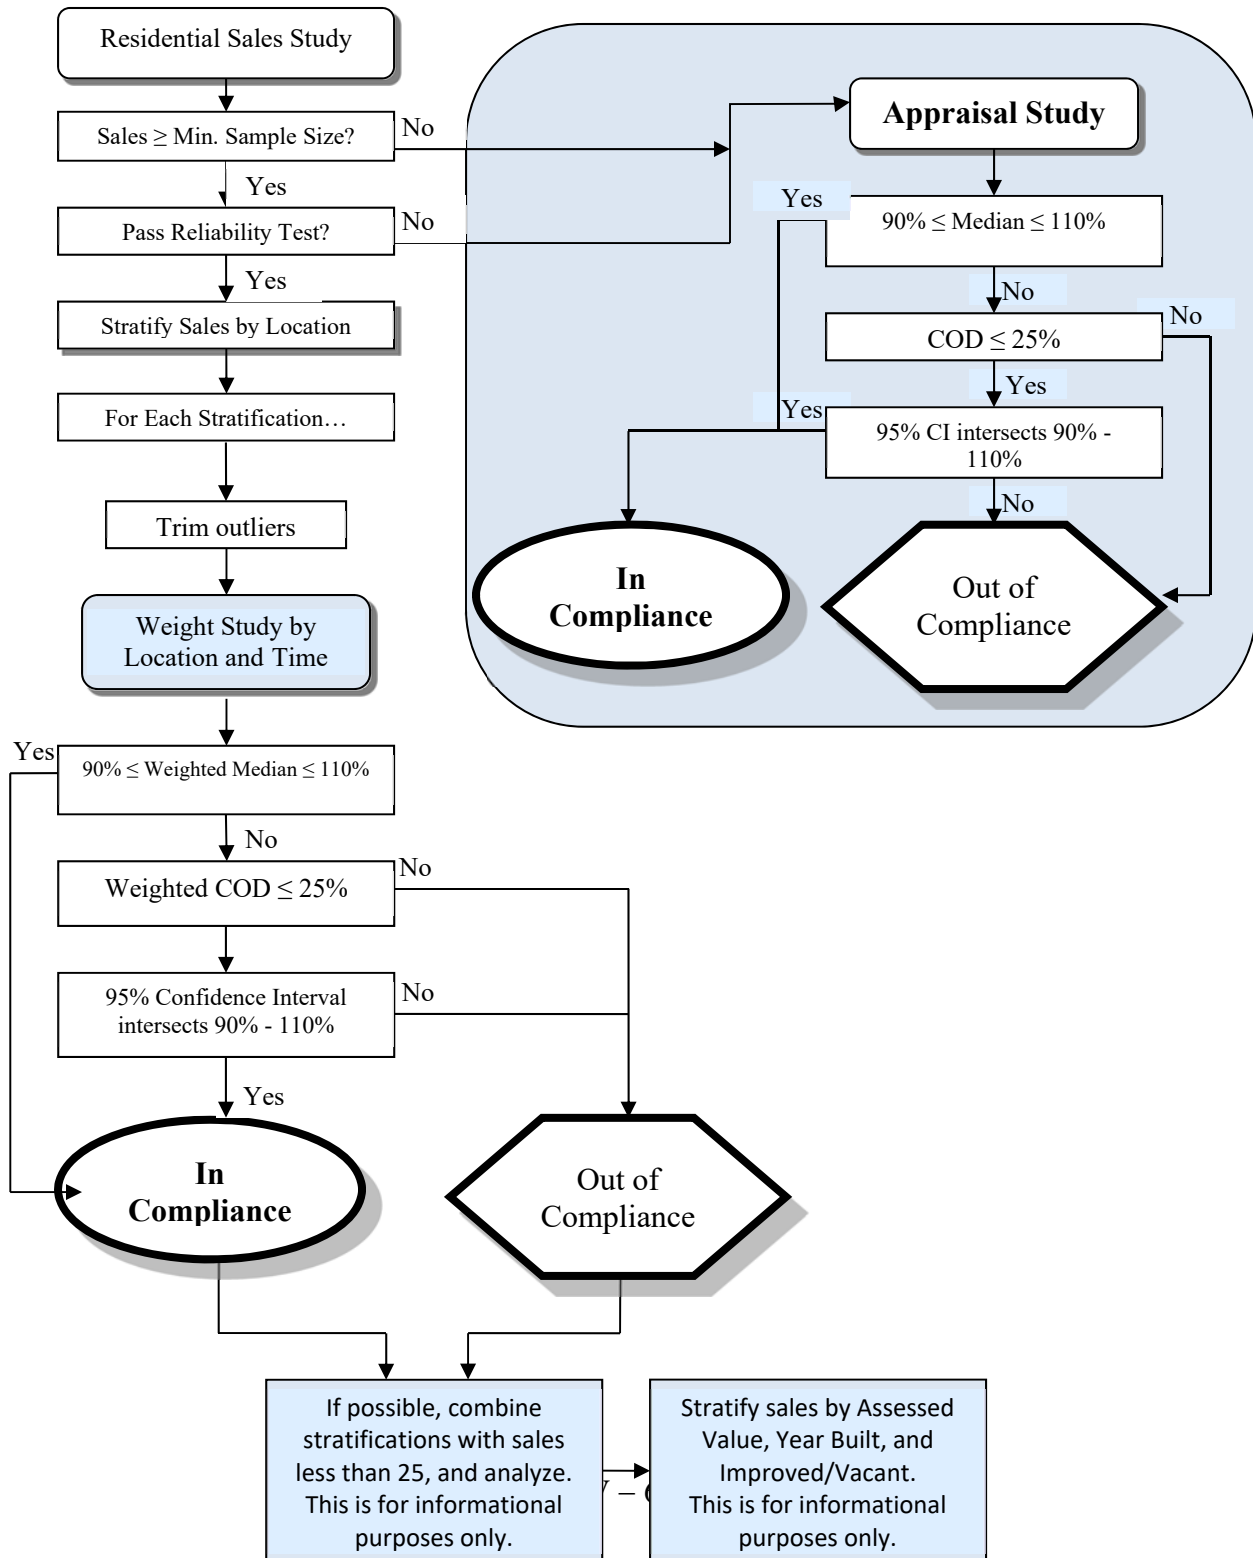 Residential Sales Study
Sales ≥ Min. Sample Size?
No
Yes
Pass Reliability Test?
No
Yes
Stratify Sales by Location
For Each Stratification…
Trim outliers
Weight Study by
Location and Time
Yes
90% ≤ Weighted Median ≤ 110%
No
Weighted COD ≤ 25%
No
95% Confidence Interval
intersects 90% - 110%
No
Yes
In
Compliance
Out of
Compliance
Appraisal Study
Yes
90% ≤ Median ≤ 110%
No
COD ≤ 25%
No
Yes
Yes
95% CI intersects 90% -
110%
No
In
Compliance
Out of
Compliance
If possible, combine
stratifications with sales
less than 25, and analyze.
This is for informational
purposes only.
Stratify sales by Assessed
Value, Year Built, and
Improved/Vacant.
This is for informational
purposes only.